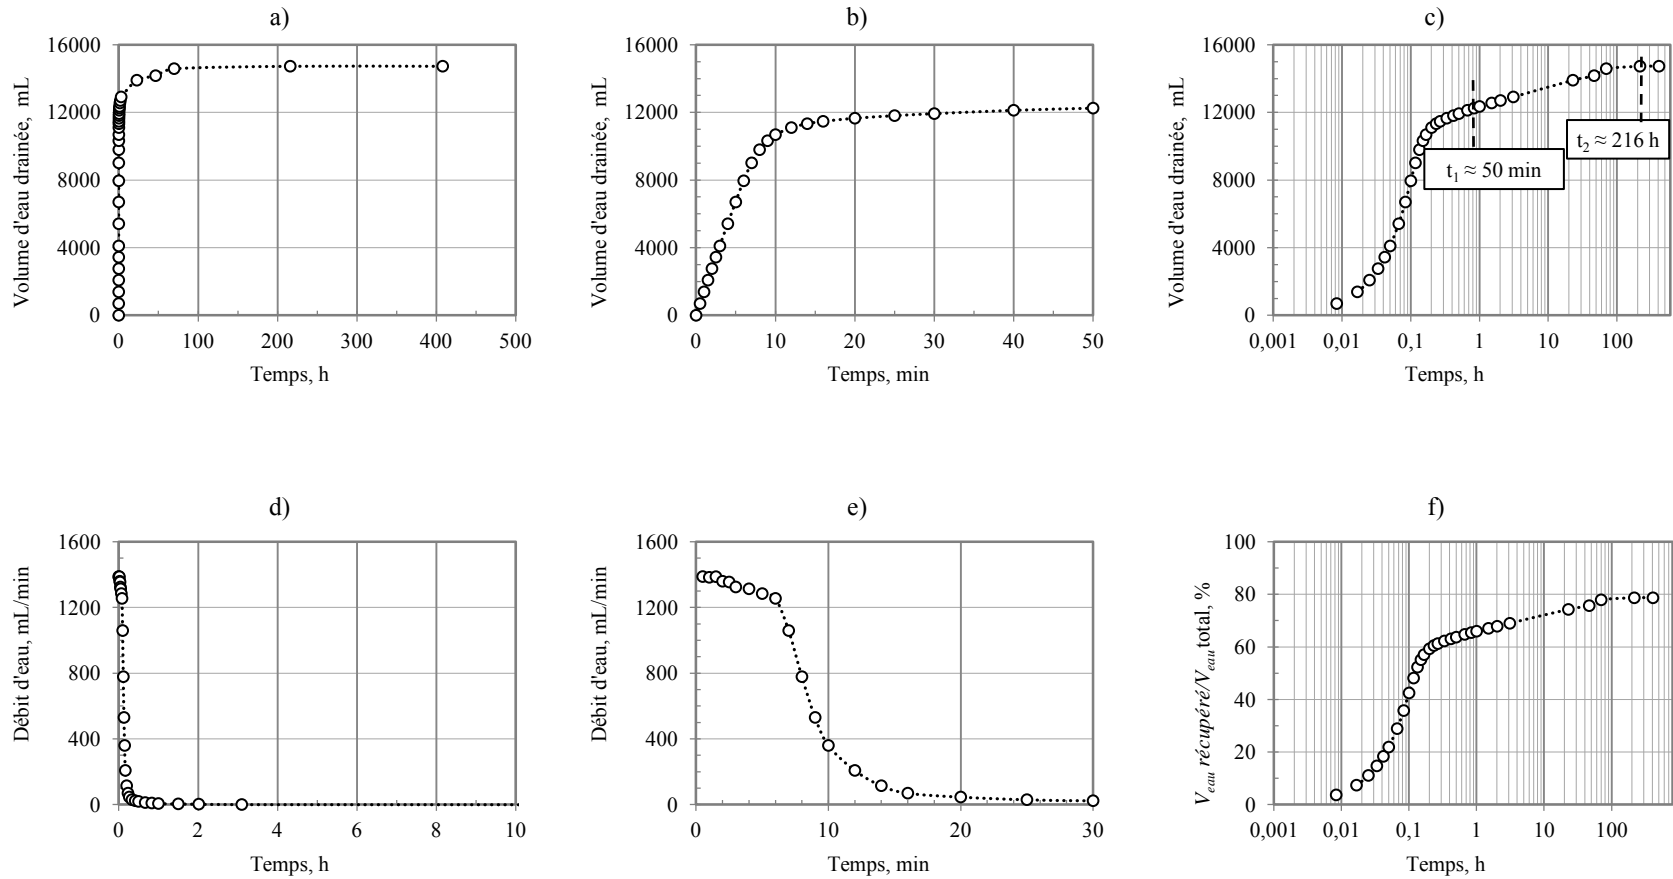 a)
16000
12000
8000
4000
0
Volume d'eau drainée, mL
0 100 200 300 400 500
Temps, h
b)
16000
12000
8000
4000
0
Volume d'eau drainée, mL
0 10 20 30 40 50
Temps, min
c)
16000
12000
8000
4000
0
Volume d'eau drainée, mL
t₁ ≈ 50 min
t₂ ≈ 216 h
0,001 0,01 0,1 1 10 100
Temps, h
d)
1600
1200
800
400
0
Débit d'eau, mL/min
0 2 4 6 8 10
Temps, h
e)
1600
1200
800
400
0
Débit d'eau, mL/min
0 10 20 30
Temps, min
f)
100
80
60
40
20
0
Veau récupéré/Veau total, %
0,001 0,01 0,1 1 10 100
Temps, h